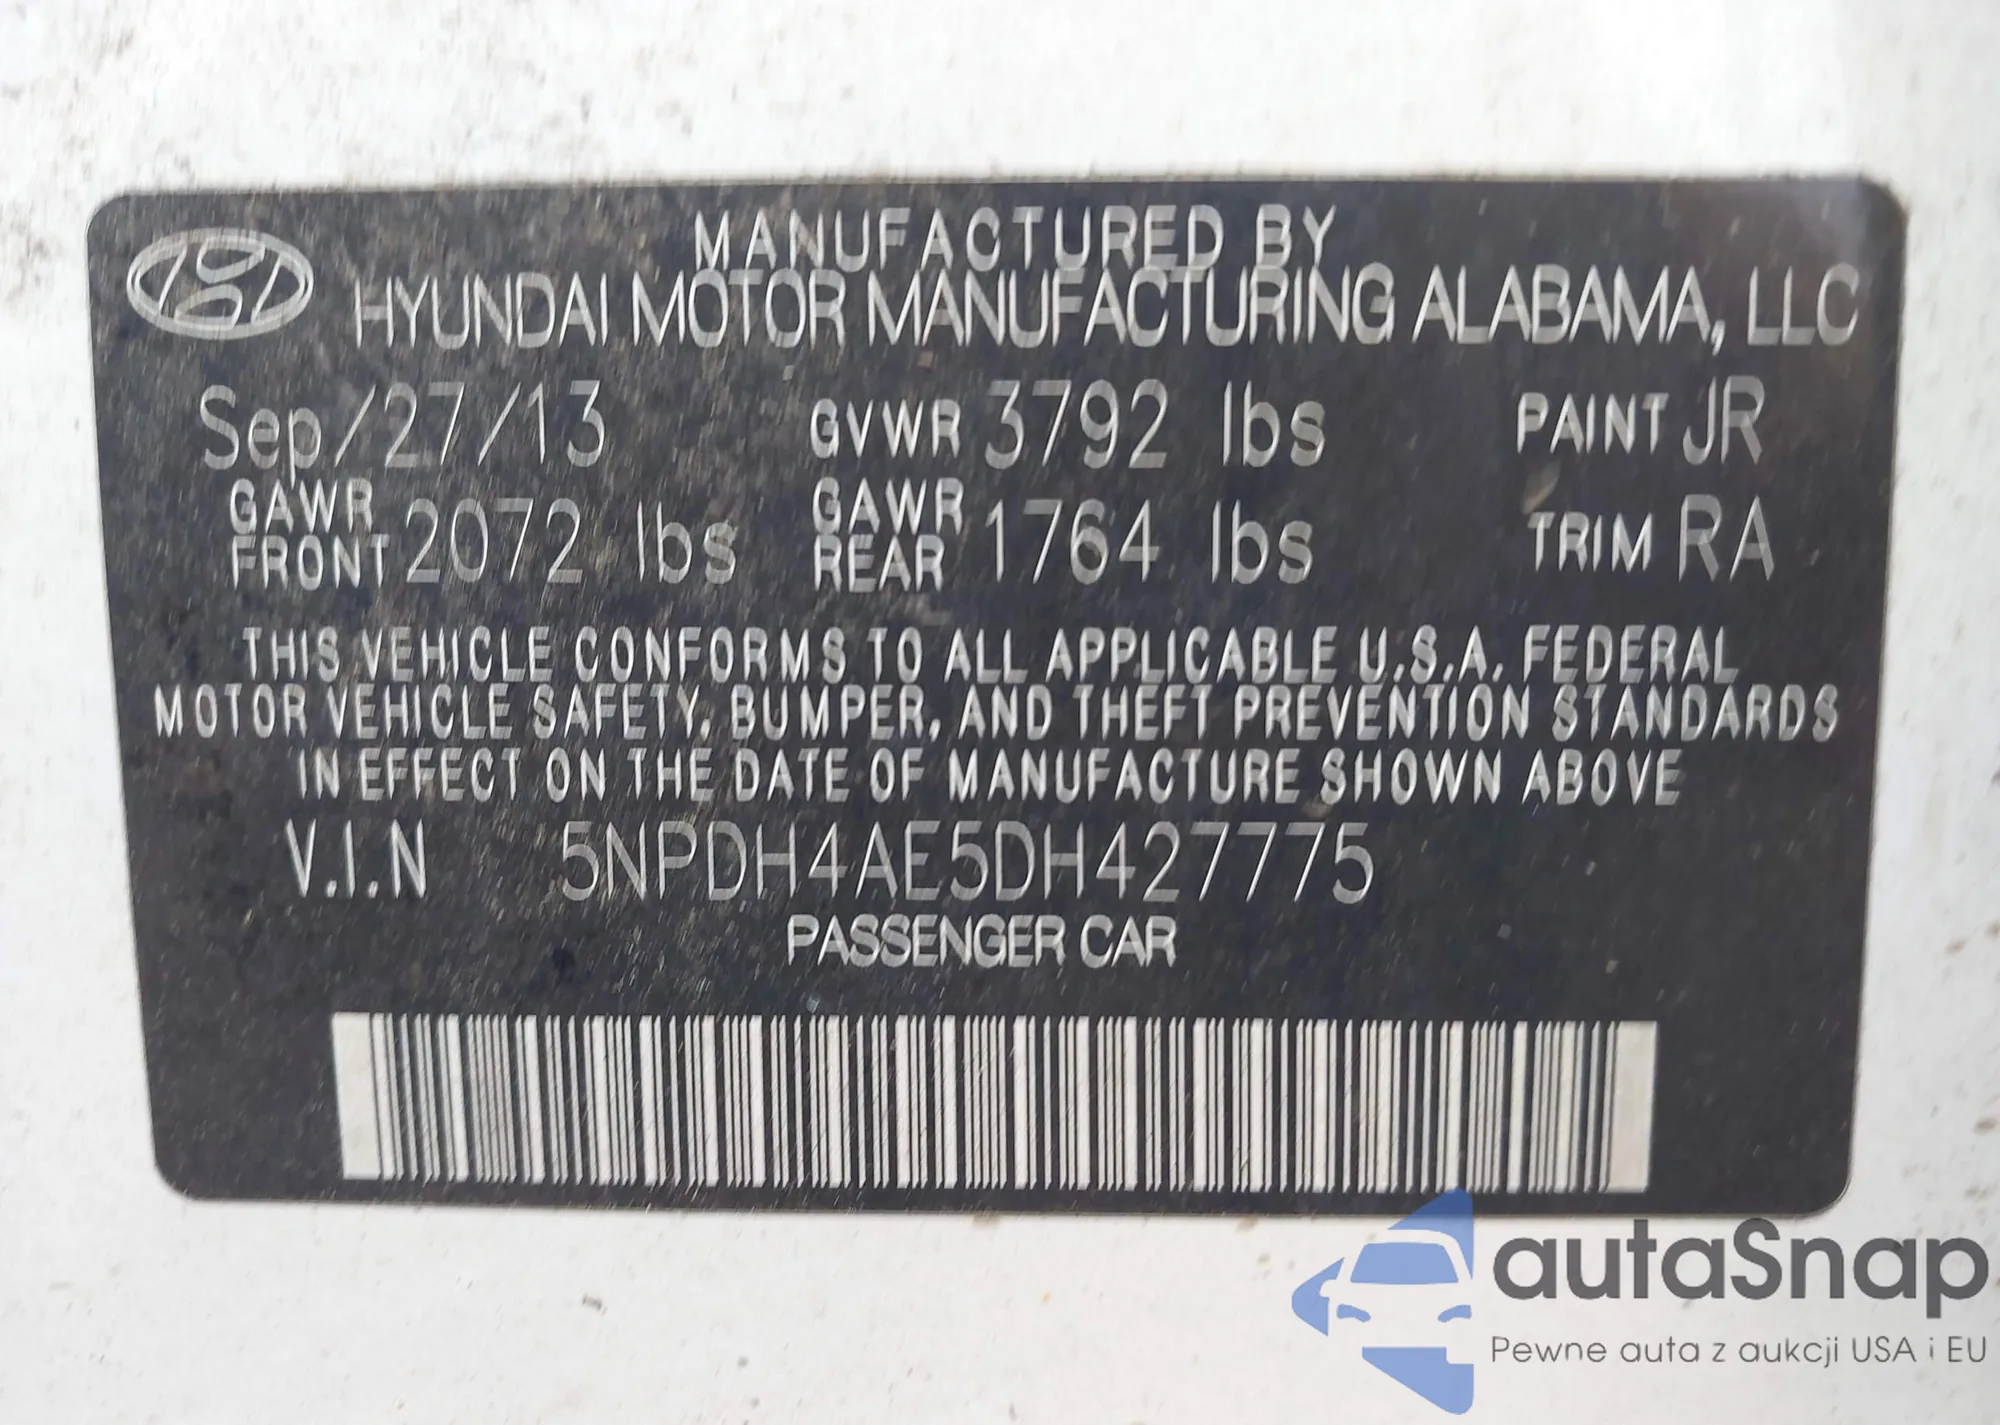 MANUFACTURED BY
HYUNDAI MOTOR MANUFACTURING ALABAMA, LLC
Sep/27/13 GVWR 3792 lbs PAINT JR
GAWR FRONT 2072 lbs GAWR REAR 1764 lbs TRIM RA
THIS VEHICLE CONFORMS TO ALL APPLICABLE U.S.A. FEDERAL
MOTOR VEHICLE SAFETY, BUMPER, AND THEFT PREVENTION STANDARDS
IN EFFECT ON THE DATE OF MANUFACTURE SHOWN ABOVE
V.I.N 5NPDH4AE5DH427775
PASSENGER CAR
autaSnap
Pewne auta z aukcji USA i EU